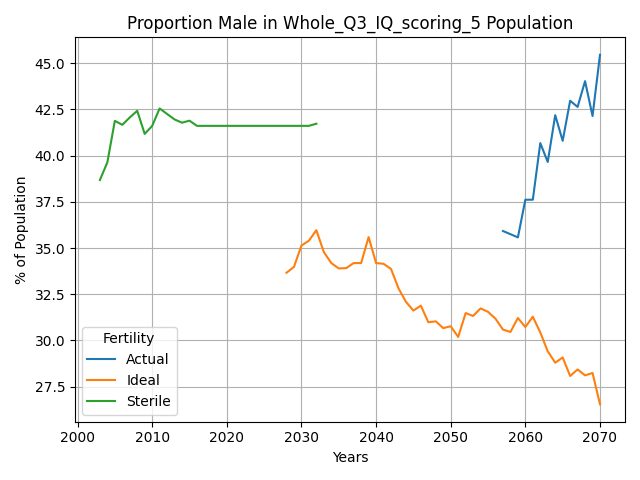 Proportion Male in Whole_Q3_IQ_scoring_5 Population
% of Population
45.0
42.5
40.0
37.5
35.0
32.5
30.0
27.5
Fertility
Actual
Ideal
Sterile
2000 2010 2020 2030 2040 2050 2060 2070
Years